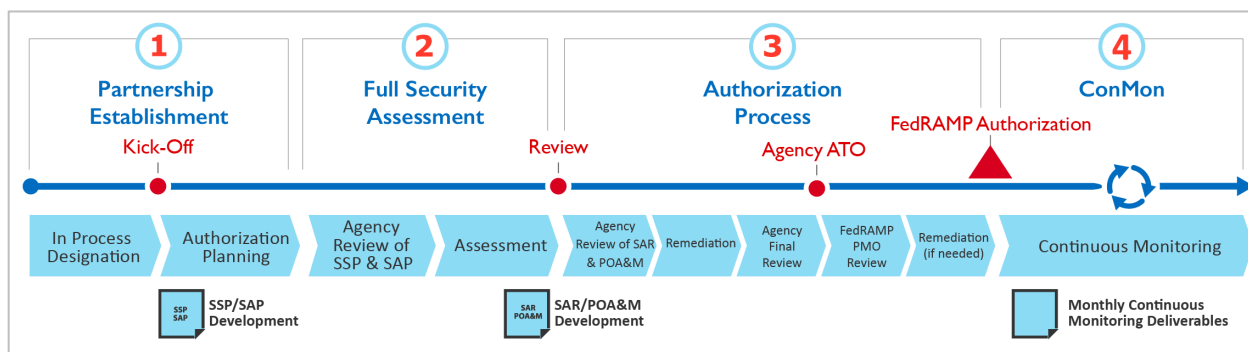 1
Partnership
Establishment
2
Full Security
Assessment
3
Authorization
Process
4
ConMon
Kick-Off
Review
Agency ATO
FedRAMP Authorization
In Process
Designation
Authorization
Planning
Agency
Review of
SSP & SAP
Assessment
Agency
Review of SAR
& POA&M
Remediation
Agency
Final
Review
FedRAMP
PMO
Review
Remediation
(if needed)
Continuous Monitoring
SSP
SAP
SSP/SAP
Development
SAR
POA&M
SAR/POA&M
Development
Monthly Continuous
Monitoring Deliverables